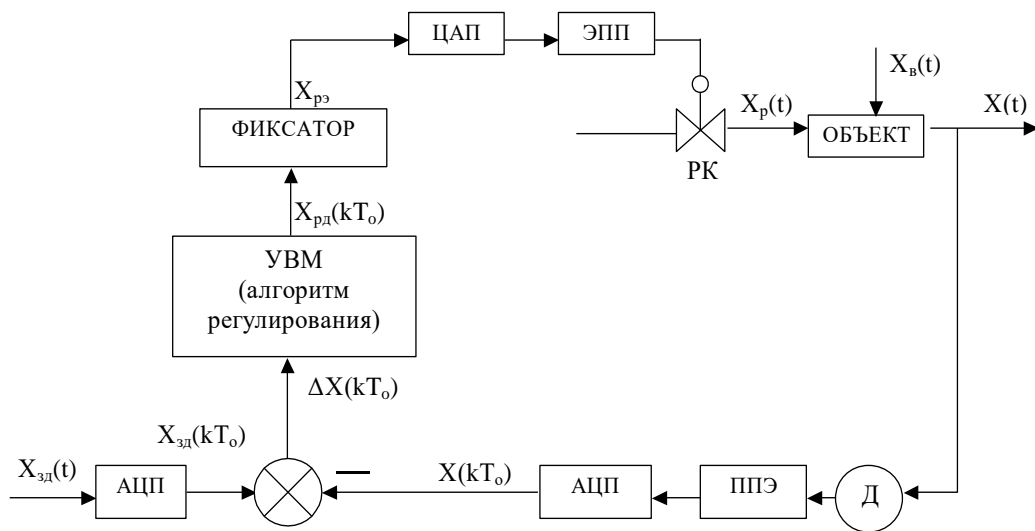 ЦАП
ЭПП
Xв(t)
Xрэ
Xр(t)
X(t)
ФИКСАТОР
ОБЪЕКТ
РК
Xрд(kTо)
УВМ
(алгоритм
регулирования)
ΔX(kTо)
Xзд(kTо)
Xзд(t)
X(kTо)
АЦП
АЦП
ППЭ
Д